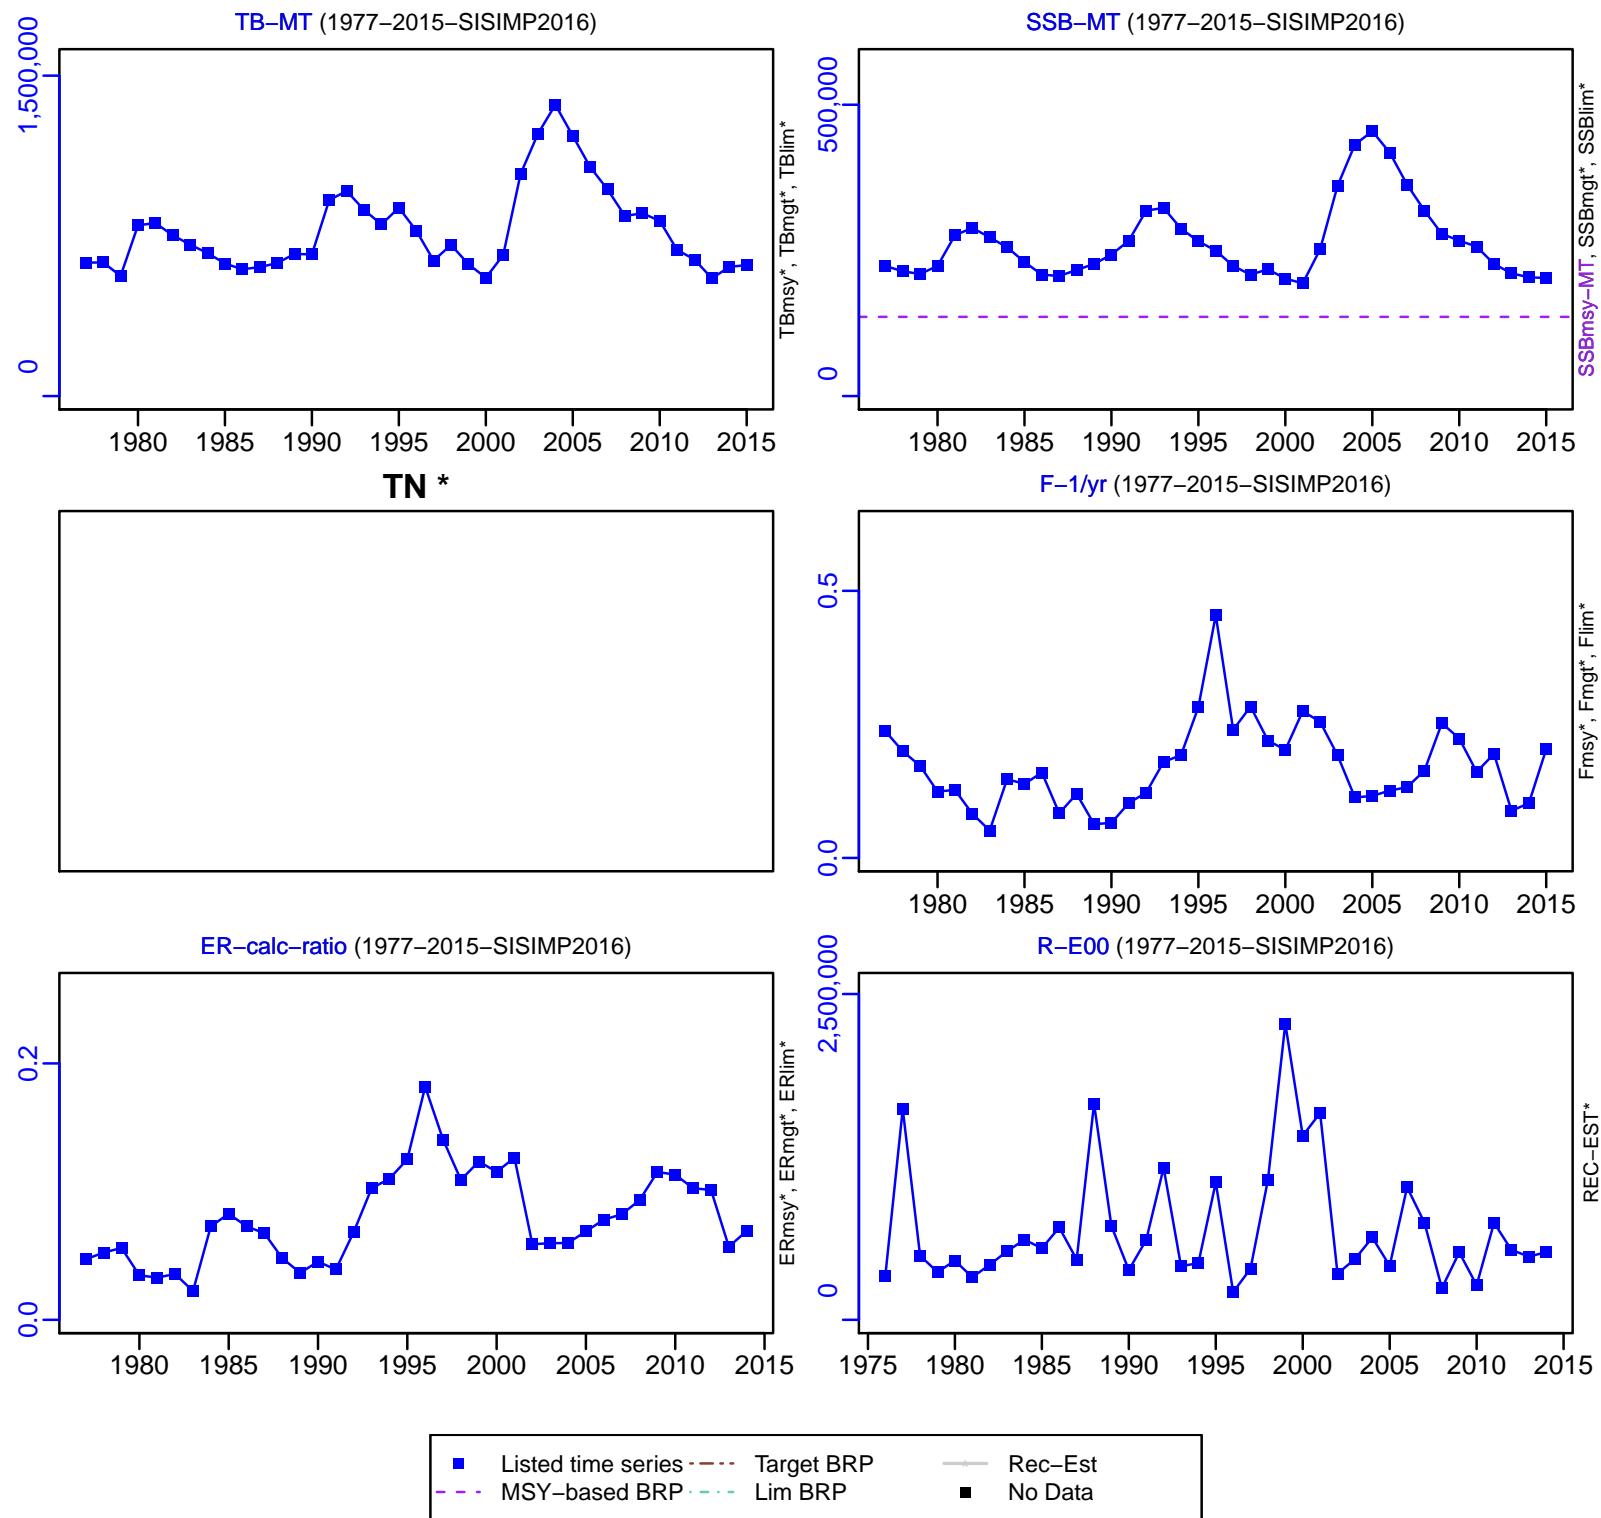 TB−MT (1977−2015−SISIMP2016)
1,500,000
0
TBmsy*, TBmgt*, TBlim*
1980 1985 1990 1995 2000 2005 2010 2015
SSB−MT (1977−2015−SISIMP2016)
500,000
0
SSBmsy−MT, SSBmgt*, SSBlim*
1980 1985 1990 1995 2000 2005 2010 2015
TN *
F−1/yr (1977−2015−SISIMP2016)
0.5
0.0
Fmsy*, Fmgt*, Flim*
1980 1985 1990 1995 2000 2005 2010 2015
ER−calc−ratio (1977−2015−SISIMP2016)
0.2
0.0
ERmsy*, ERmgt*, ERlim*
1980 1985 1990 1995 2000 2005 2010 2015
R−E00 (1977−2015−SISIMP2016)
2,500,000
0
REC−EST*
1975 1980 1985 1990 1995 2000 2005 2010 2015
Listed time series Target BRP Rec−Est
MSY−based BRP Lim BRP No Data